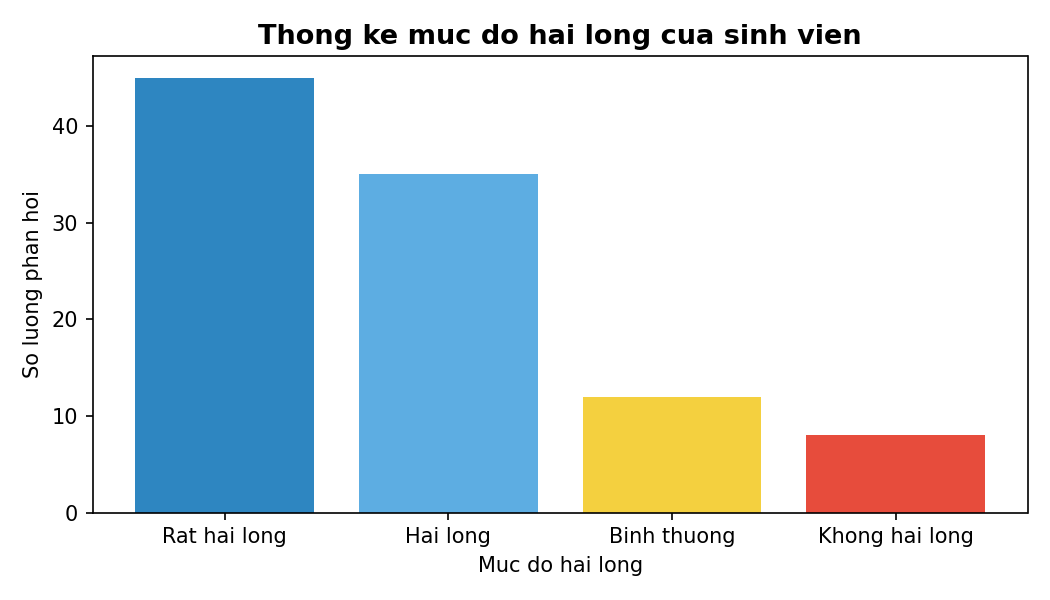 Thong ke muc do hai long cua sinh vien
So luong phan hoi
40
30
20
10
0
Rat hai long
Hai long
Binh thuong
Khong hai long
Muc do hai long